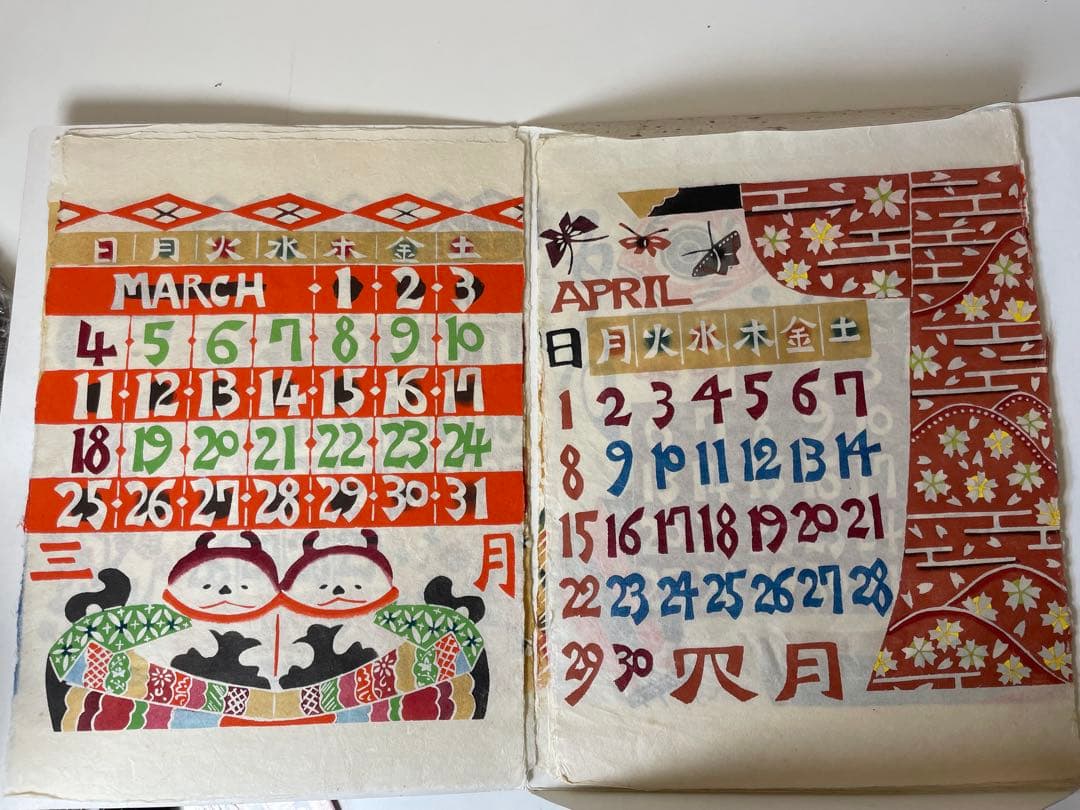 日 月 火 水 木 金 土
MARCH 1 2 3
4 5 6 7 8 9 10
11 12 13 14 15 16 17
18 19 20 21 22 23 24
25 26 27 28 29 30 31
三月
APRIL
日 月 火 水 木 金 土
1 2 3 4 5 6 7
8 9 10 11 12 13 14
15 16 17 18 19 20 21
22 23 24 25 26 27 28
29 30 四月